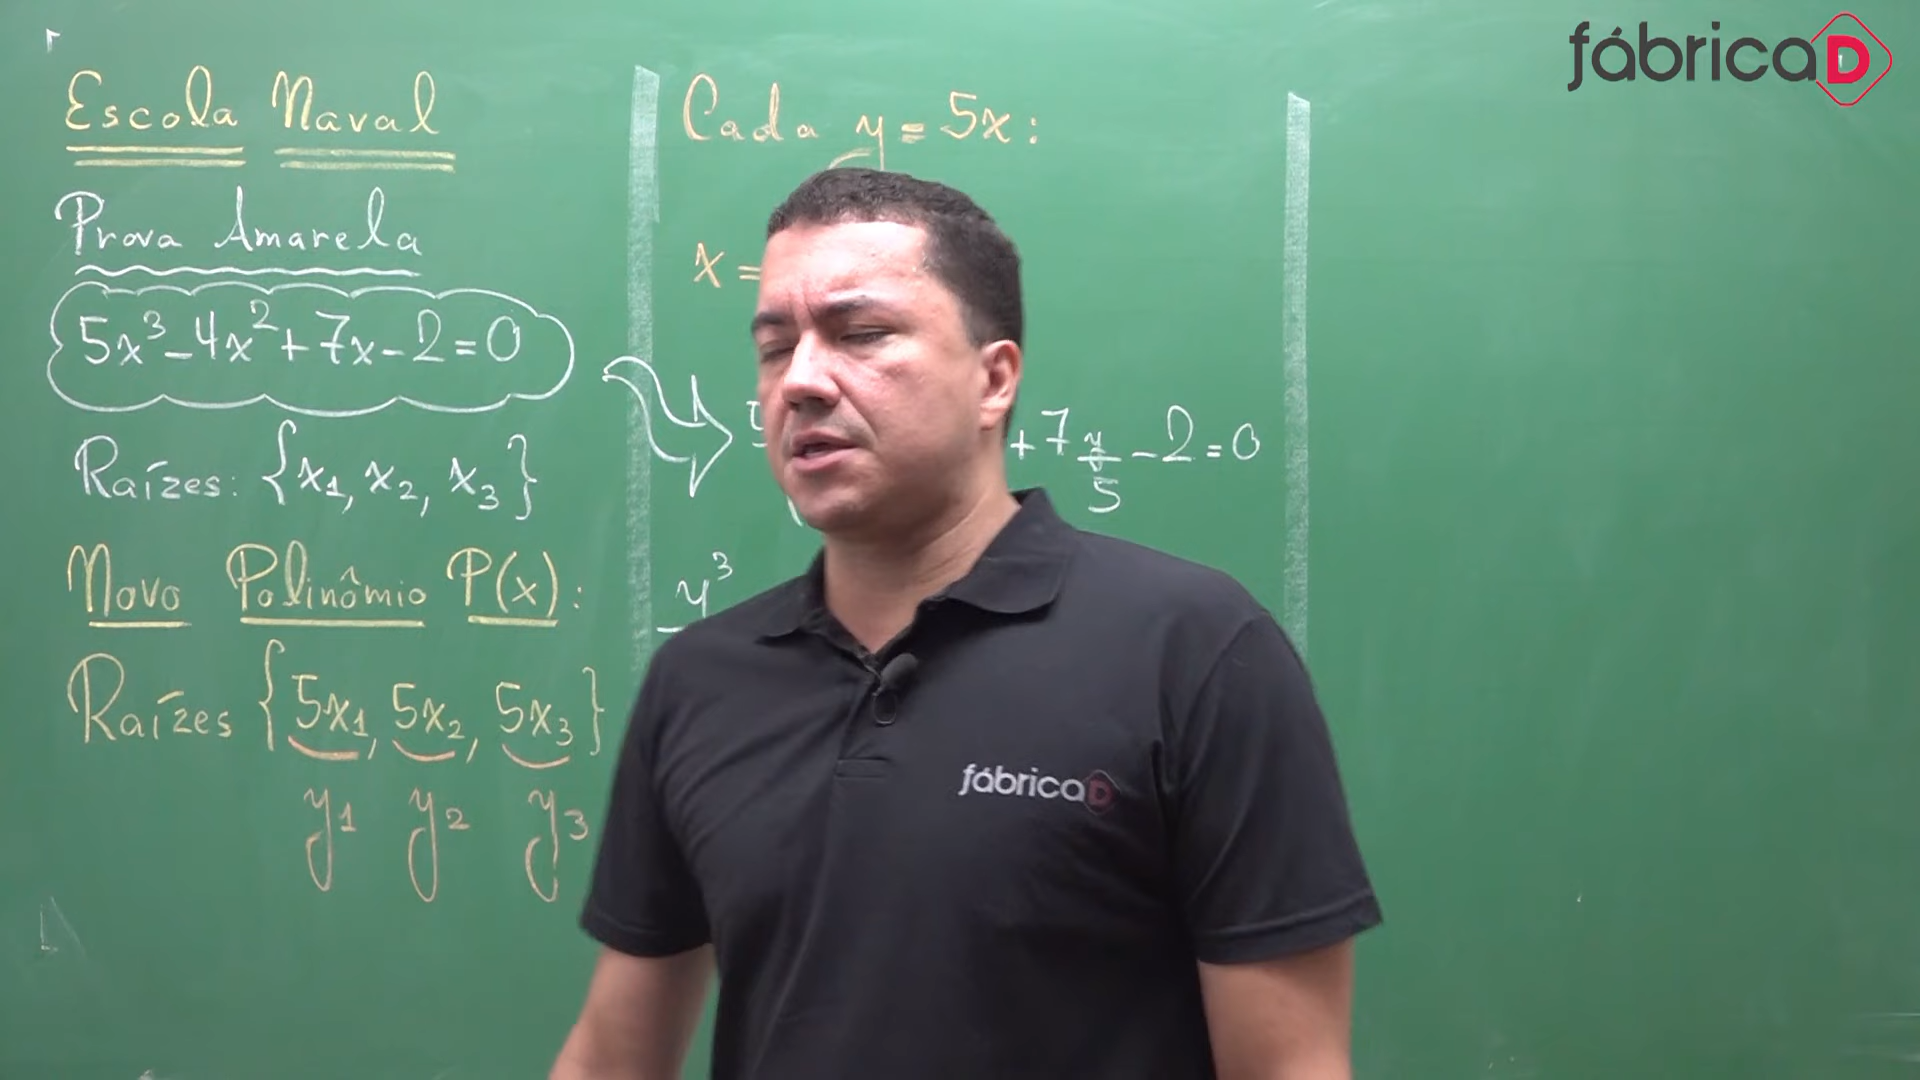 fábricaD
Escola Naval
Prova Amarela
5x³-4x²+7x-2=0
Raízes: {x₁, x₂, x₃}
Novo Polinômio P(x):
Raízes {5x₁, 5x₂, 5x₃}
y₁ y₂ y₃
Cada y = 5x:
x =
5 +7 y/5 -2=0
y³
fábricaD